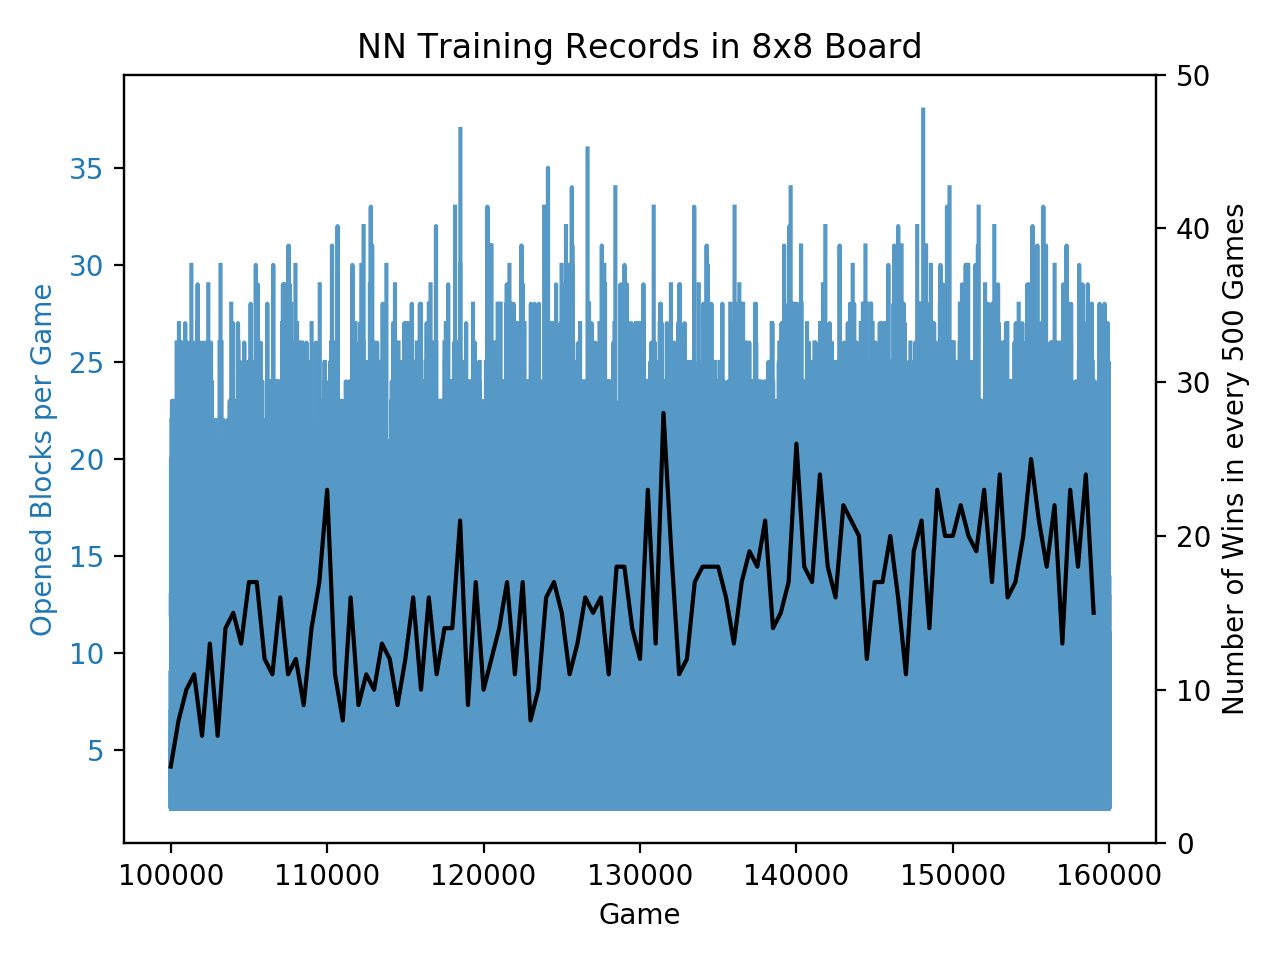 NN Training Records in 8x8 Board
Opened Blocks per Game
35
30
25
20
15
10
5
50
40
30
20
10
0
Number of Wins in every 500 Games
100000 110000 120000 130000 140000 150000 160000
Game